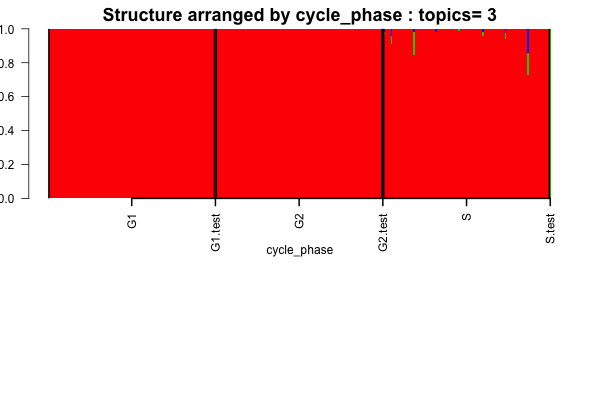 Structure arranged by cycle_phase : topics= 3
1.0
0.8
0.6
0.4
0.2
0.0
G1
G1.test
G2
G2.test
S
S.test
cycle_phase